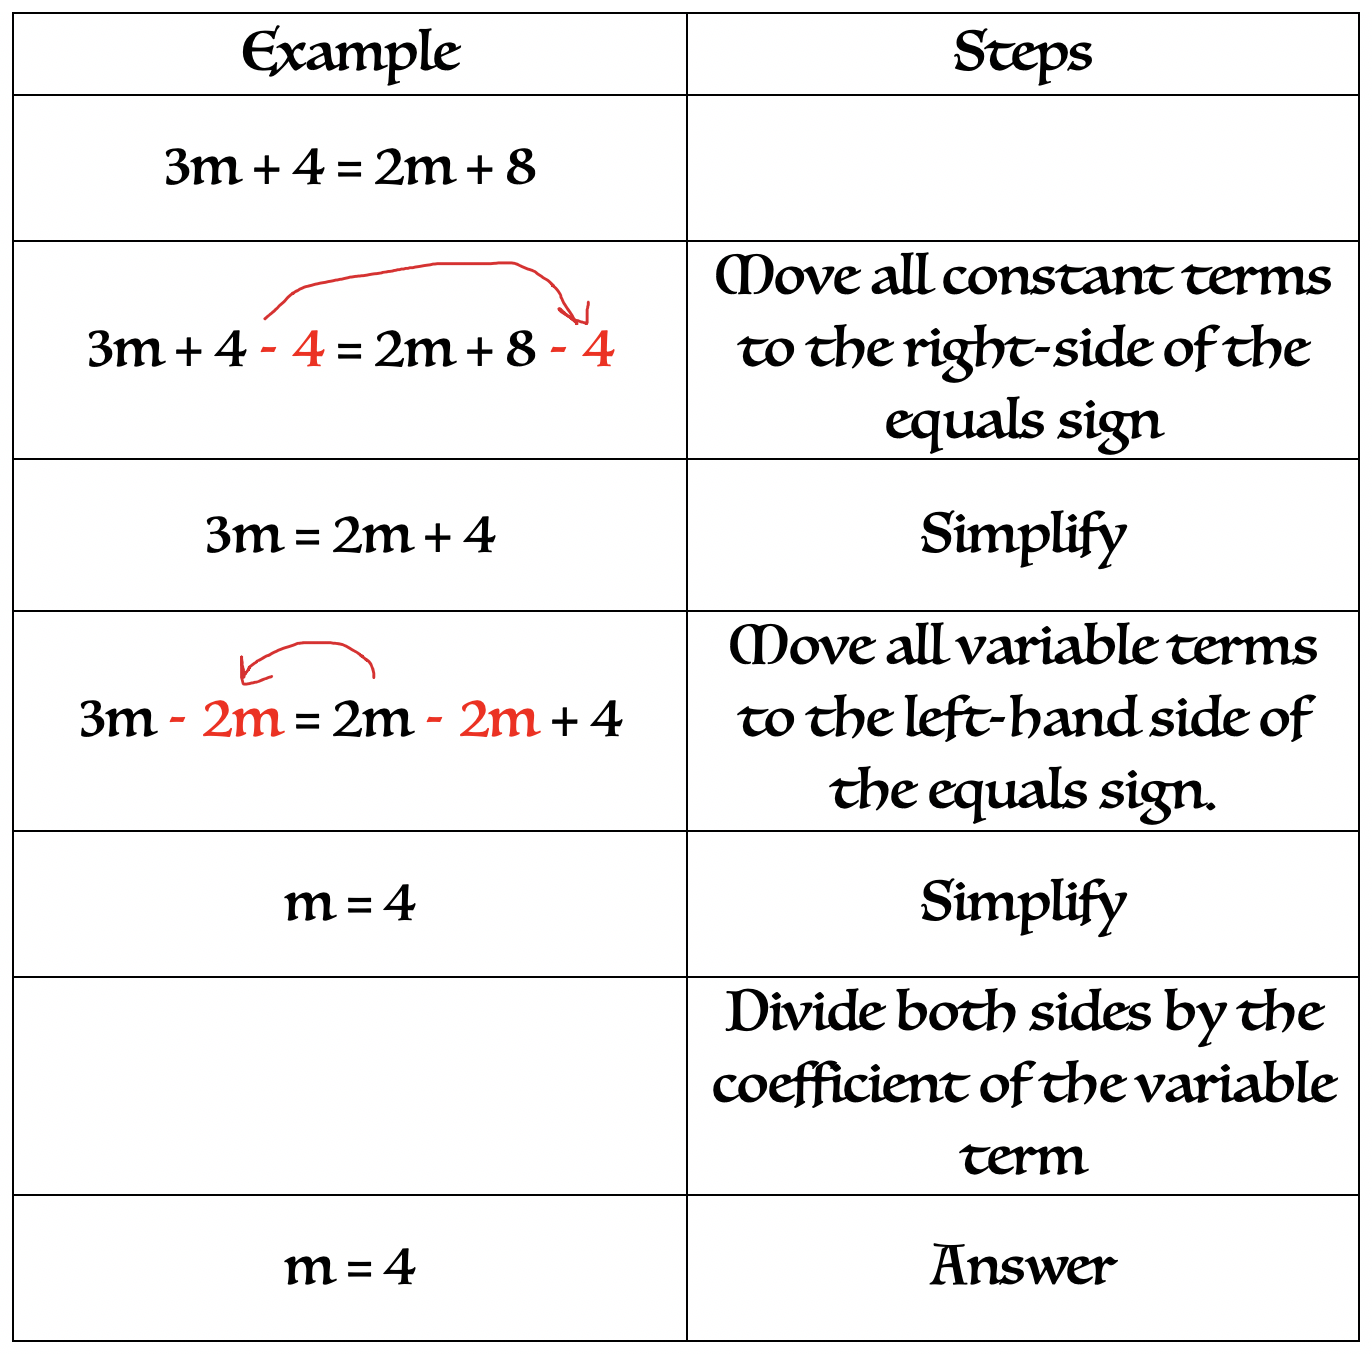 Example
Steps
3m + 4 = 2m + 8
3m + 4 - 4 = 2m + 8 - 4
Move all constant terms
to the right-side of the
equals sign
3m = 2m + 4
Simplify
3m - 2m = 2m - 2m + 4
Move all variable terms
to the left-hand side of
the equals sign.
m = 4
Simplify
Divide both sides by the
coefficient of the variable
term
m = 4
Answer